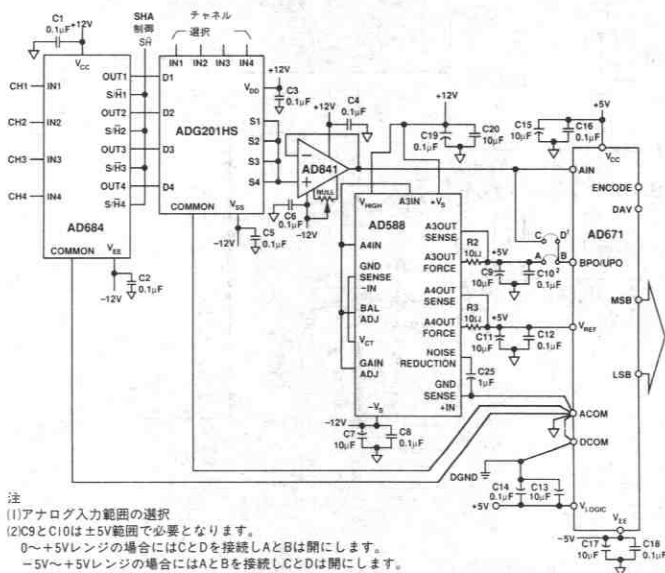 C1
0.1μF
+12V
SHA
制御
S/H̄
チャネル
選択
IN1 IN2 IN3 IN4
VCC
CH1 IN1
CH2 IN2
CH3 IN3
CH4 IN4
OUT1
S/H̄1
OUT2
S/H̄2
OUT3
S/H̄3
OUT4
S/H̄4
COMMON
VEE
AD684
-12V
C2
0.1μF
D1
D2
D3
D4
ADG201HS
VDD
S1
S2
S3
S4
COMMON
VSS
+12V
C3
0.1μF
-12V
C5
0.1μF
+12V
C4
0.1μF
AD841
NULL
C6
0.1μF
-12V
+12V
C19
0.1μF
C20
10μF
VHIGH
A3IN
+VS
AD588
A4IN
GND
SENSE
-IN
BAL
ADJ
VCT
GAIN
ADJ
A3OUT
SENSE
A3OUT
FORCE
A4OUT
SENSE
A4OUT
FORCE
NOISE
REDUCTION
GND
SENSE
+IN
-VS
R2
10Ω
+5V
C9
10μF
C10²
0.1μF
R3
10Ω
+5V
C11
10μF
C12
0.1μF
C25
1μF
-12V
C7
10μF
C8
0.1μF
C D¹
A B
+5V
C15
10μF
C16
0.1μF
VCC
AIN
ENCODE
DAV
AD671
BPO/UPO
MSB
VREF
LSB
ACOM
DCOM
DGND
C14
0.1μF
C13
10μF
+5V
VLOGIC
VEE
-5V
C17
10μF
C18
0.1μF
注
(1)アナログ入力範囲の選択
(2)C9とC10は±5V範囲で必要となります。
0～+5Vレンジの場合にはCとDを接続しAとBは開にします。
-5V～+5Vレンジの場合にはAとBを接続しCとDは開にします。